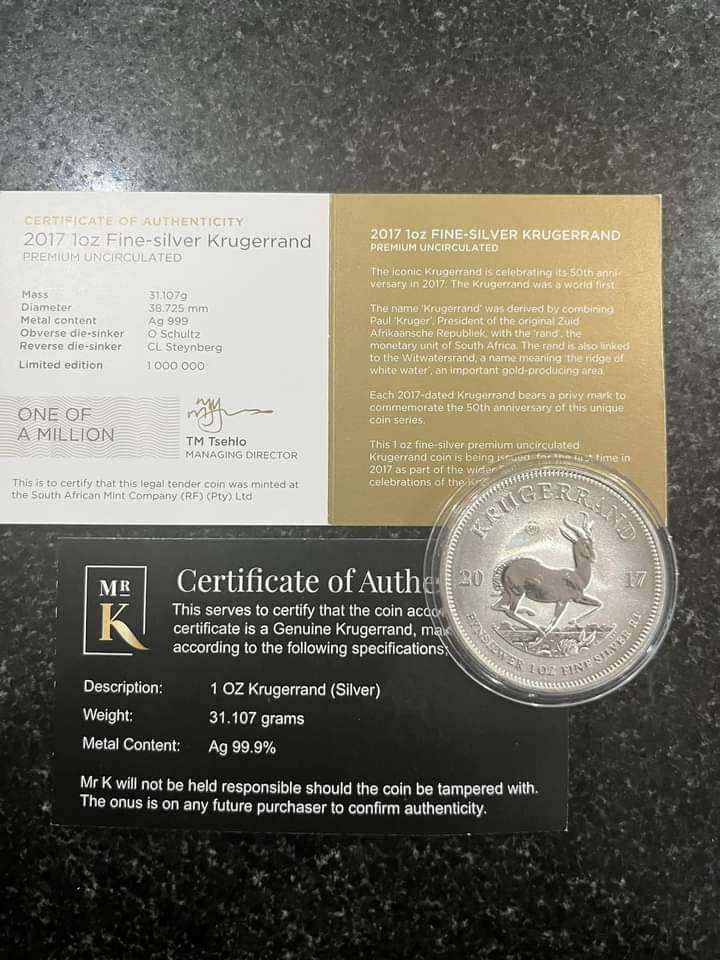 CERTIFICATE OF AUTHENTICITY
2017 1oz Fine-silver Krugerrand
PREMIUM UNCIRCULATED
Mass 31.107g
Diameter 38.725 mm
Metal content Ag 999
Obverse die-sinker O Schultz
Reverse die-sinker CL Steynberg
Limited edition 1 000 000
ONE OF
A MILLION
TM Tsehlo
MANAGING DIRECTOR
This is to certify that this legal tender coin was minted at
the South African Mint Company (RF) (Pty) Ltd
2017 1oz FINE-SILVER KRUGERRAND
PREMIUM UNCIRCULATED
The iconic Krugerrand is celebrating its 50th anni-
versary in 2017. The Krugerrand was a world first.
The name 'Krugerrand' was derived by combining
Paul 'Kruger', President of the original Zuid
Afrikaansche Republiek, with the 'rand', the
monetary unit of South Africa. The rand is also linked
to the Witwatersrand, a name meaning 'the ridge of
white water', an important gold-producing area.
Each 2017-dated Krugerrand bears a privy mark to
commemorate the 50th anniversary of this unique
coin series.
This 1 oz fine-silver premium uncirculated
Krugerrand coin is being issued, for the first time in
2017 as part of the wider
celebrations of the
KRUGERRAND
20 17
FYNSILWER 1 OZ FINE SILVER R1
MR
K
Certificate of Authe
This serves to certify that the coin acco
certificate is a Genuine Krugerrand, ma
according to the following specifications:
Description: 1 OZ Krugerrand (Silver)
Weight: 31.107 grams
Metal Content: Ag 99.9%
Mr K will not be held responsible should the coin be tampered with.
The onus is on any future purchaser to confirm authenticity.